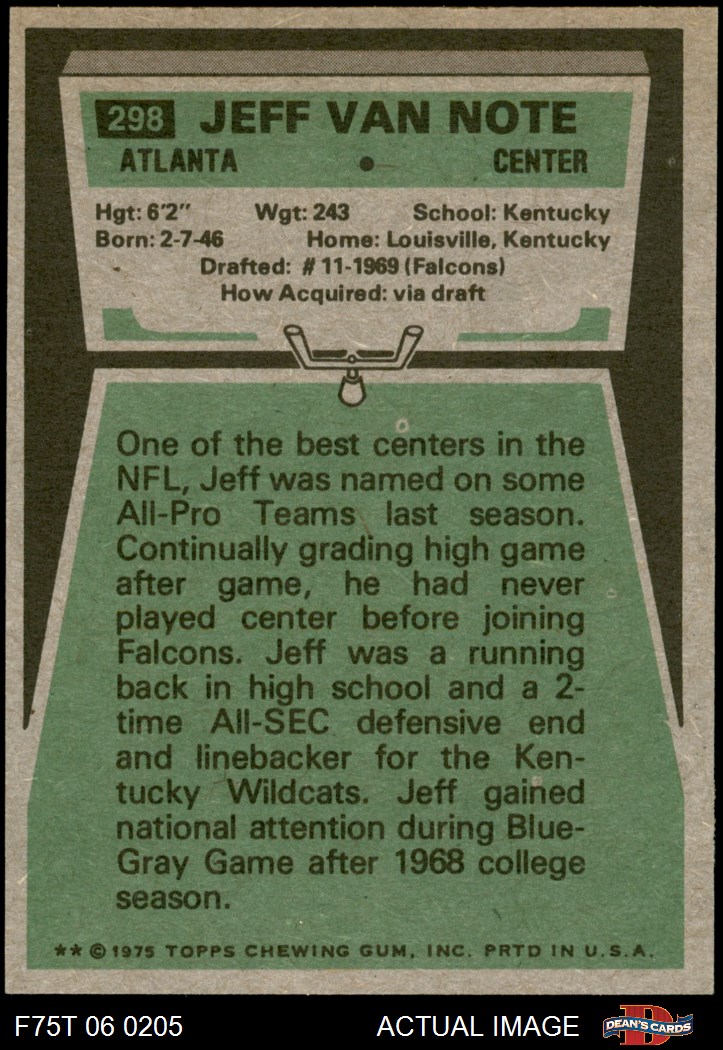 298 JEFF VAN NOTE
ATLANTA • CENTER
Hgt: 6'2" Wgt: 243 School: Kentucky
Born: 2-7-46 Home: Louisville, Kentucky
Drafted: # 11-1969 (Falcons)
How Acquired: via draft
One of the best centers in the
NFL, Jeff was named on some
All-Pro Teams last season.
Continually grading high game
after game, he had never
played center before joining
Falcons. Jeff was a running
back in high school and a 2-
time All-SEC defensive end
and linebacker for the Ken-
tucky Wildcats. Jeff gained
national attention during Blue-
Gray Game after 1968 college
season.
** © 1975 TOPPS CHEWING GUM, INC. PRTD IN U.S.A.
F75T 06 0205 ACTUAL IMAGE D DEAN'S CARDS